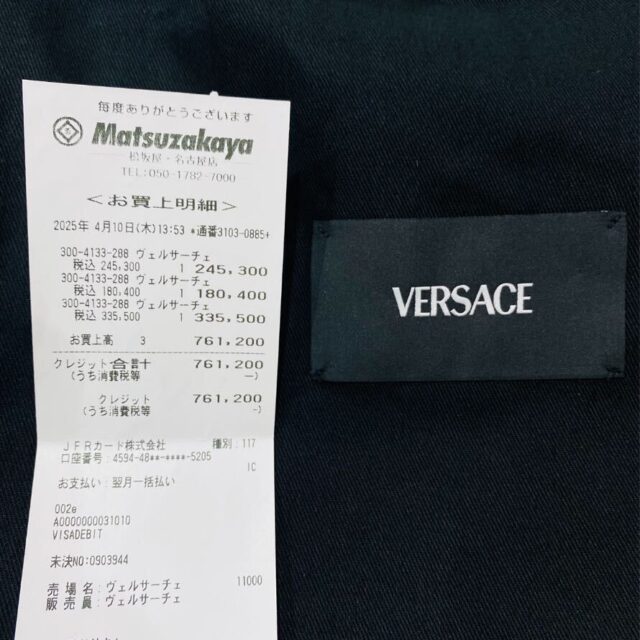 毎度ありがとうございます
Matsuzakaya
松坂屋・名古屋店
TEL:050-1782-7000
＜お買上明細＞
2025年 4月10日(木)13:53 *通番3103-0885+
300-4133-288 ヴェルサーチェ
税込 245,300 1 245,300
300-4133-288 ヴェルサーチェ
税込 180,400 1 180,400
300-4133-288 ヴェルサーチェ
税込 335,500 1 335,500
お買上高 3 761,200
クレジット合計 761,200
(うち消費税等 -)
クレジット 761,200
(うち消費税等 -)
JFRカード株式会社 種別:117
口座番号:4594-48**-****-5205
IC
お支払い:翌月一括払い
002e
A0000000031010
VISADEBIT
未決NO:0903944
売場名:ヴェルサーチェ 11000
販売員:ヴェルサーチェ
VERSACE